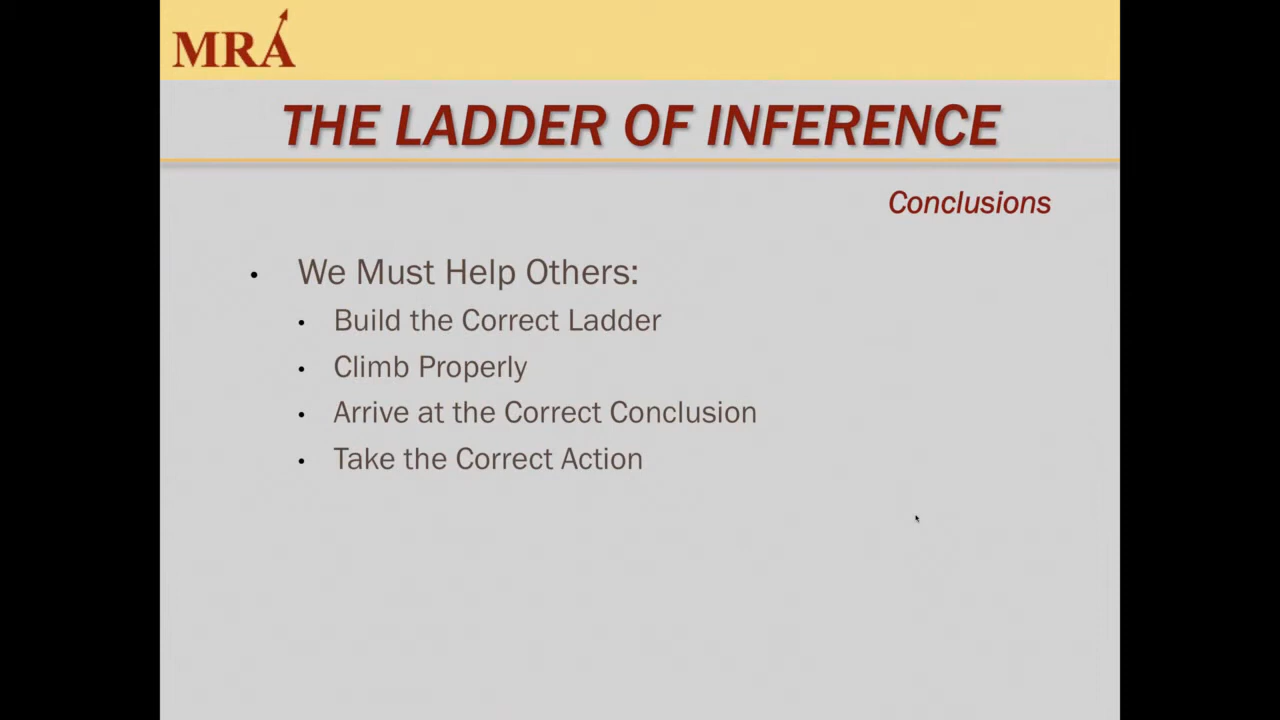 MRA
THE LADDER OF INFERENCE
Conclusions
• We Must Help Others:
• Build the Correct Ladder
• Climb Properly
• Arrive at the Correct Conclusion
• Take the Correct Action